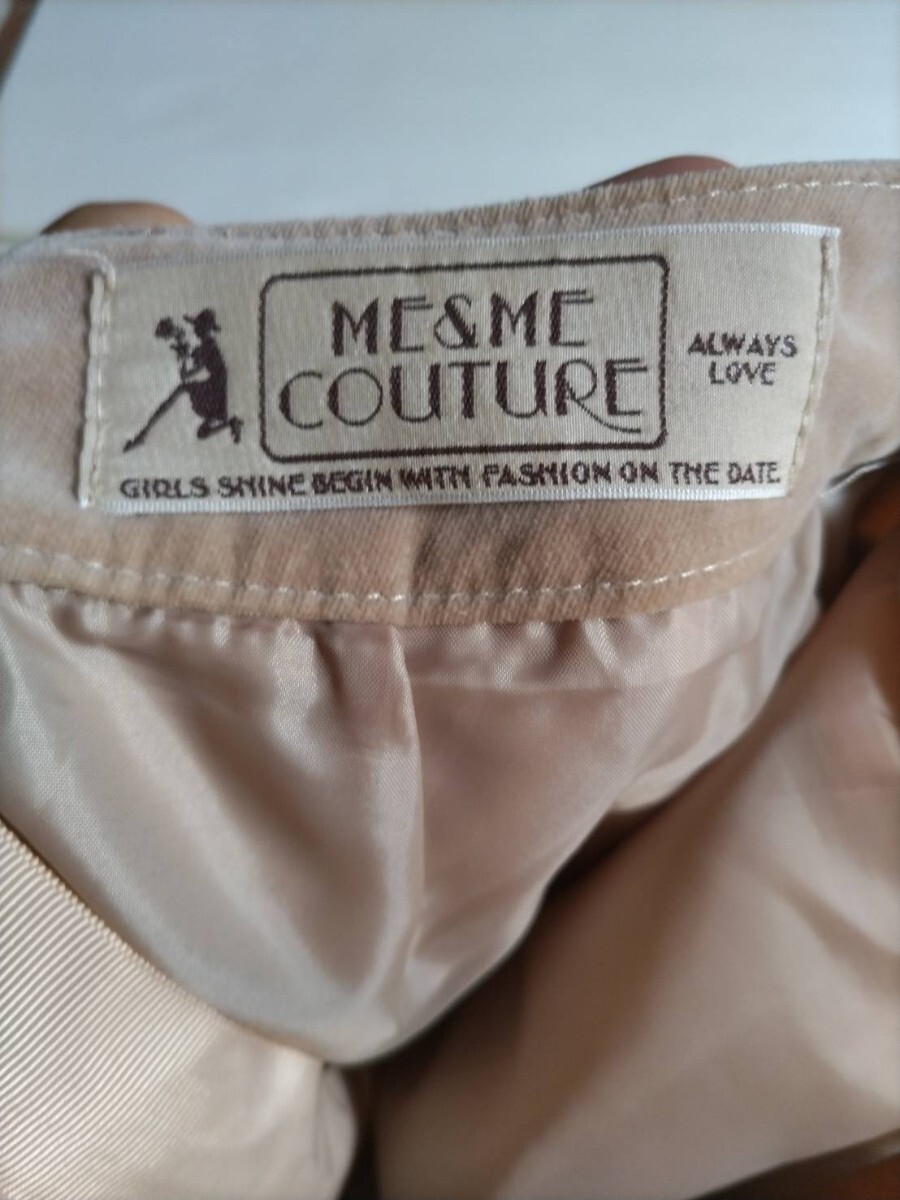 ME&ME
COUTURE
ALWAYS
LOVE
GIRLS SHINE BEGIN WITH FASHION ON THE DATE